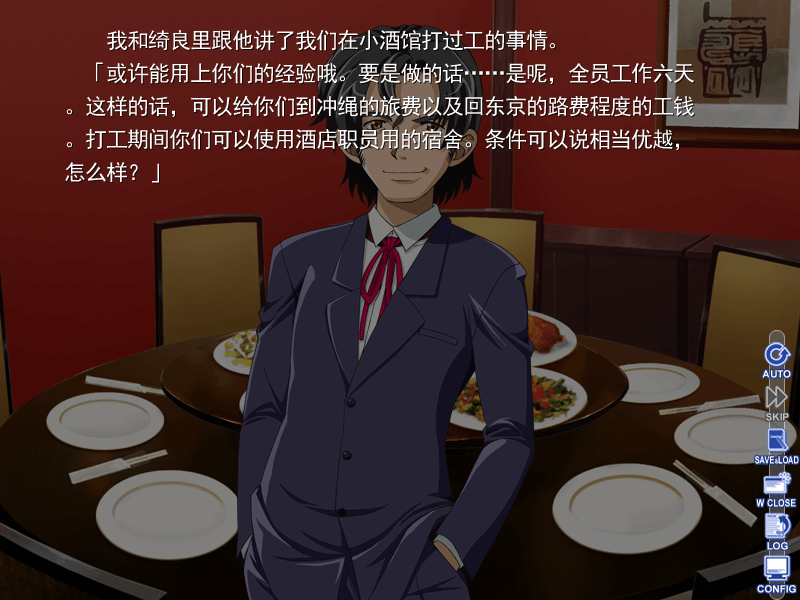 我和绮良里跟他讲了我们在小酒馆打过工的事情。
「或许能用上你们的经验哦。要是做的话……是呢，全员工作六天
。这样的话，可以给你们到冲绳的旅费以及回东京的路费程度的工钱
。打工期间你们可以使用酒店职员用的宿舍。条件可以说相当优越，
怎么样？」
AUTO
SKIP
SAVE&LOAD
W CLOSE
LOG
CONFIG